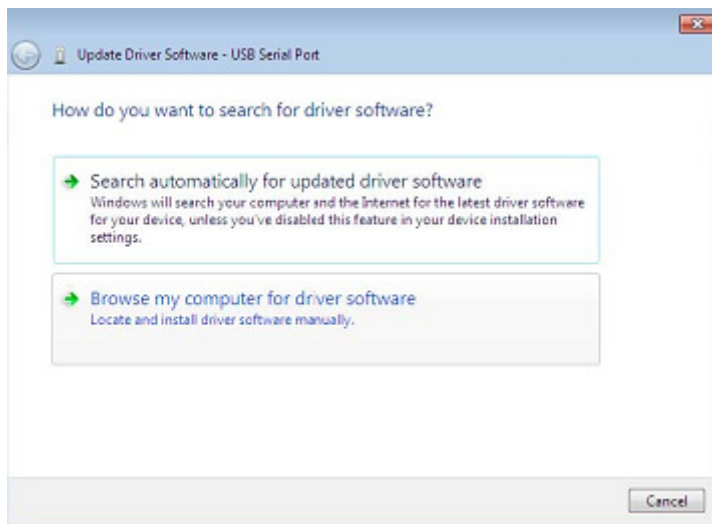 Update Driver Software - USB Serial Port
How do you want to search for driver software?
Search automatically for updated driver software
Windows will search your computer and the Internet for the latest driver software
for your device, unless you've disabled this feature in your device installation
settings.
Browse my computer for driver software
Locate and install driver software manually.
Cancel